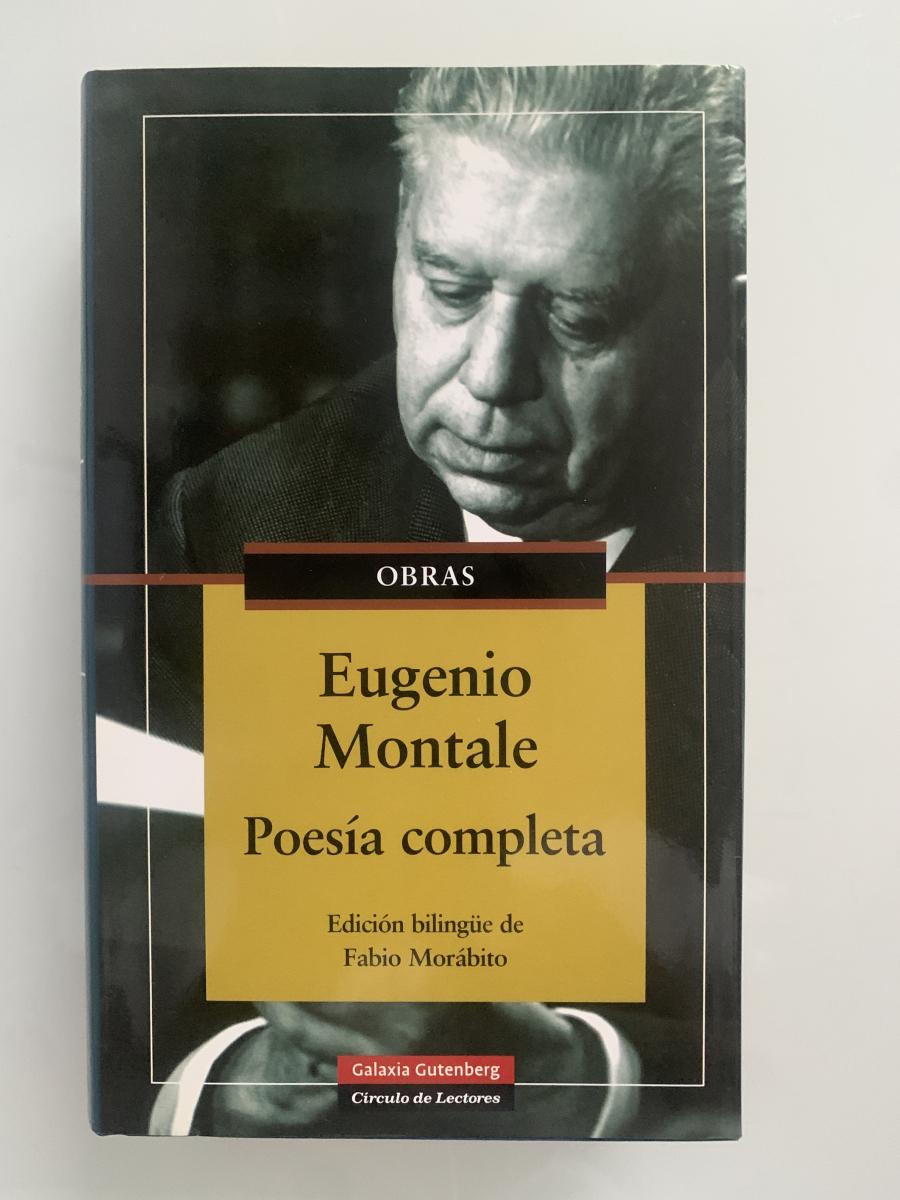 OBRAS
Eugenio
Montale
Poesía completa
Edición bilingüe de
Fabio Morábito
Galaxia Gutenberg
Círculo de Lectores